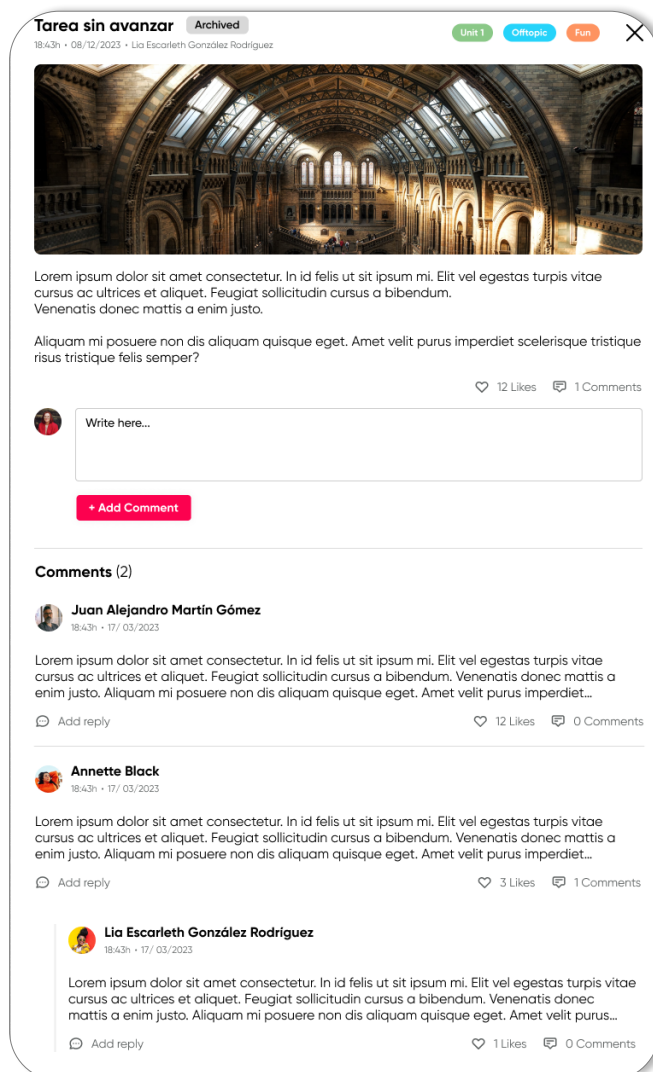 Tarea sin avanzar Archived
Unit 1 Offtopic Fun
18:43h • 08/12/2023 • Lia Escarleth González Rodríguez
Lorem ipsum dolor sit amet consectetur. In id felis ut sit ipsum mi. Elit vel egestas turpis vitae
cursus ac ultrices et aliquet. Feugiat sollicitudin cursus a bibendum.
Venenatis donec mattis a enim justo.
Aliquam mi posuere non dis aliquam quisque eget. Amet velit purus imperdiet scelerisque tristique
risus tristique felis semper?
12 Likes 1 Comments
Write here...
+ Add Comment
Comments (2)
Juan Alejandro Martín Gómez
18:43h • 17/ 03/2023
Lorem ipsum dolor sit amet consectetur. In id felis ut sit ipsum mi. Elit vel egestas turpis vitae
cursus ac ultrices et aliquet. Feugiat sollicitudin cursus a bibendum. Venenatis donec mattis a
enim justo. Aliquam mi posuere non dis aliquam quisque eget. Amet velit purus imperdiet...
Add reply 12 Likes 0 Comments
Annette Black
18:43h • 17/ 03/2023
Lorem ipsum dolor sit amet consectetur. In id felis ut sit ipsum mi. Elit vel egestas turpis vitae
cursus ac ultrices et aliquet. Feugiat sollicitudin cursus a bibendum. Venenatis donec mattis a
enim justo. Aliquam mi posuere non dis aliquam quisque eget. Amet velit purus imperdiet...
Add reply 3 Likes 1 Comments
Lia Escarleth González Rodríguez
18:43h • 17/ 03/2023
Lorem ipsum dolor sit amet consectetur. In id felis ut sit ipsum mi. Elit vel egestas turpis vitae
cursus ac ultrices et aliquet. Feugiat sollicitudin cursus a bibendum. Venenatis donec
mattis a enim justo. Aliquam mi posuere non dis aliquam quisque eget. Amet velit purus...
Add reply 1 Likes 0 Comments